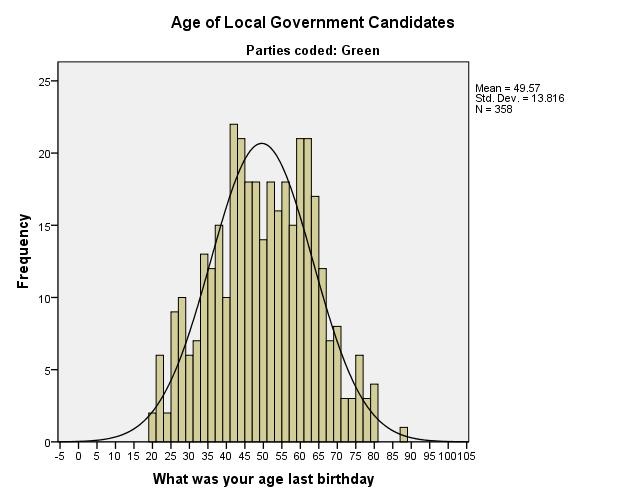 Age of Local Government Candidates
Parties coded: Green
Mean = 49.57
Std. Dev. = 13.816
N = 358
Frequency
25
20
15
10
5
0
-5 0 5 10 15 20 25 30 35 40 45 50 55 60 65 70 75 80 85 90 95 100 105
What was your age last birthday